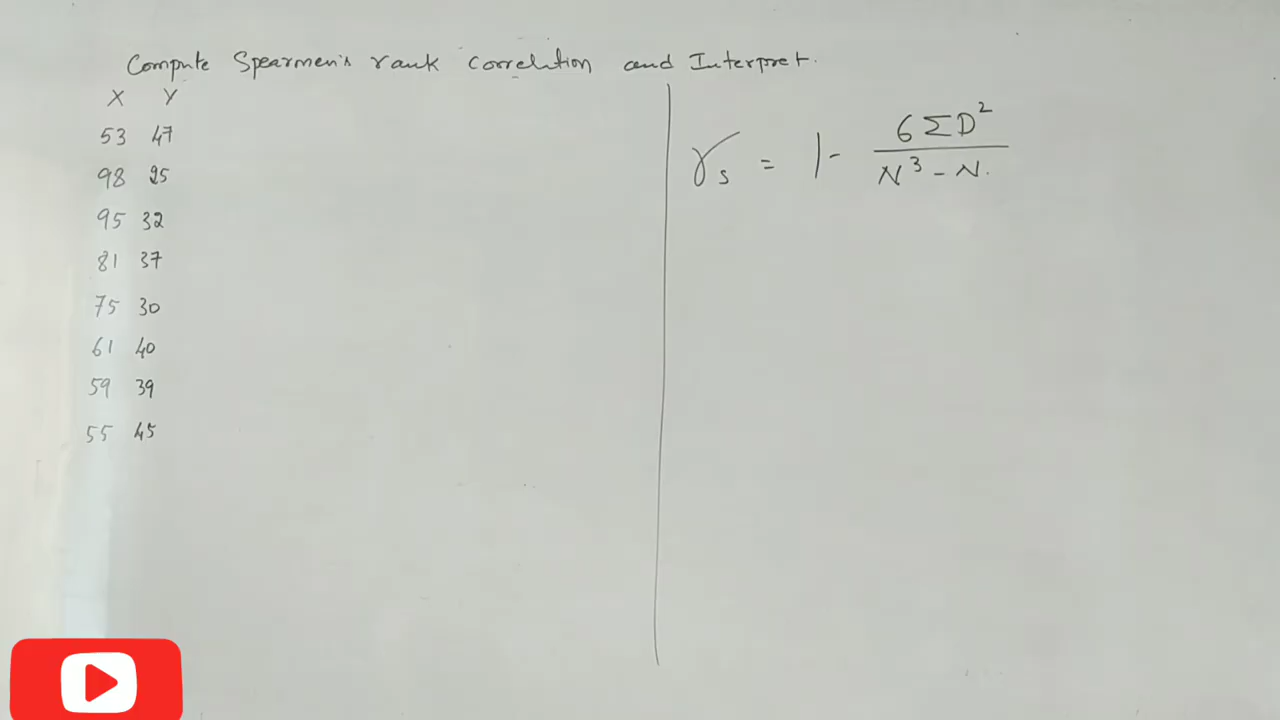 Compute Spearmen's rank correlation and Interpret.
X Y
53 47
98 25
95 32
81 37
75 30
61 40
59 39
55 45
γs = 1 - 6ΣD² / N³ - N.